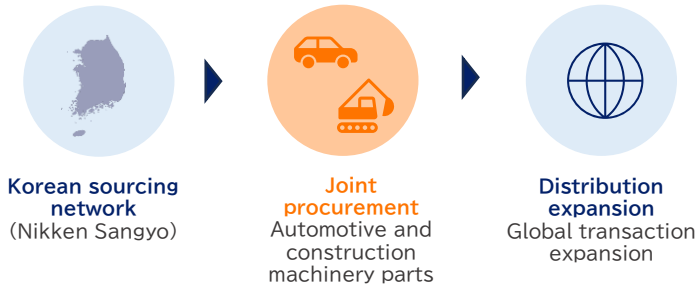 Korean sourcing
network
(Nikken Sangyo)
Joint
procurement
Automotive and
construction
machinery parts
Distribution
expansion
Global transaction
expansion